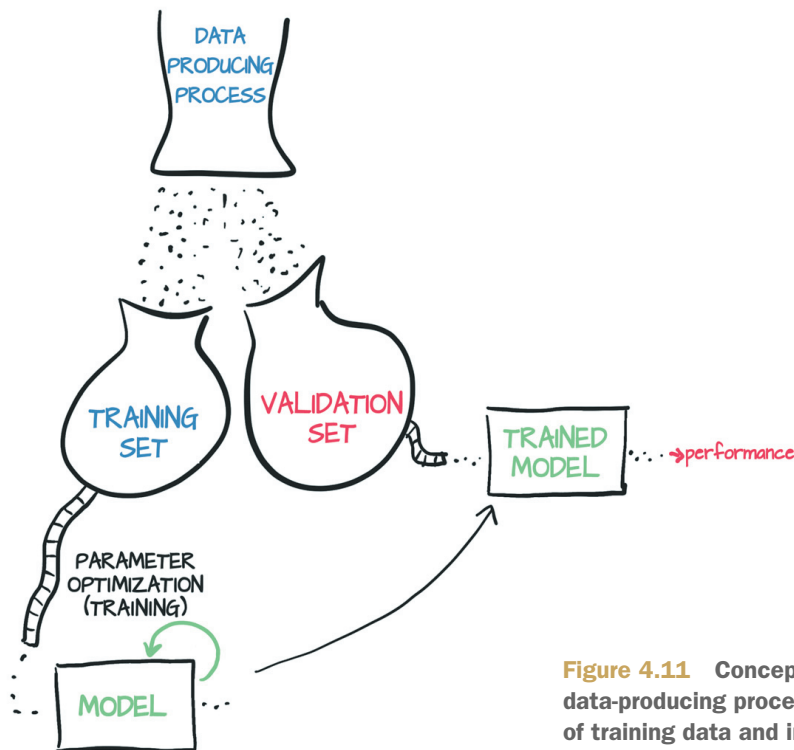 DATA
PRODUCING
PROCESS
TRAINING
SET
VALIDATION
SET
TRAINED
MODEL
performance
PARAMETER
OPTIMIZATION
(TRAINING)
MODEL
Figure 4.11 Concep
data-producing proce
of training data and i